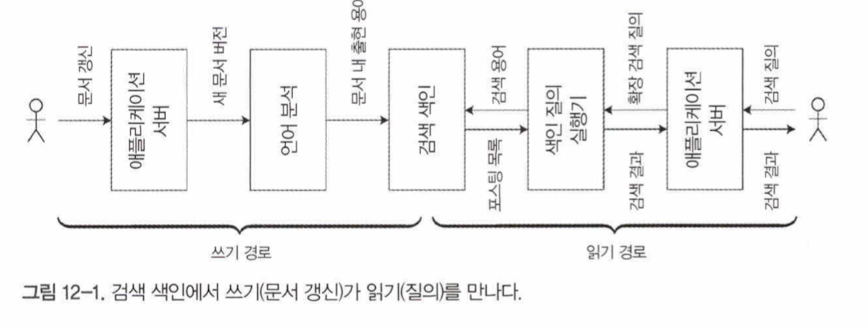 문서 갱신
애플리케이션
서버
새 문서 버전
언어 분석
문서 내 출현 용어
검색 색인
검색 용어
포스팅 목록
색인 질의
실행기
확장 검색 질의
검색 결과
애플리케이션
서버
검색 질의
검색 결과
쓰기 경로
읽기 경로
그림 12-1. 검색 색인에서 쓰기(문서 갱신)가 읽기(질의)를 만나다.